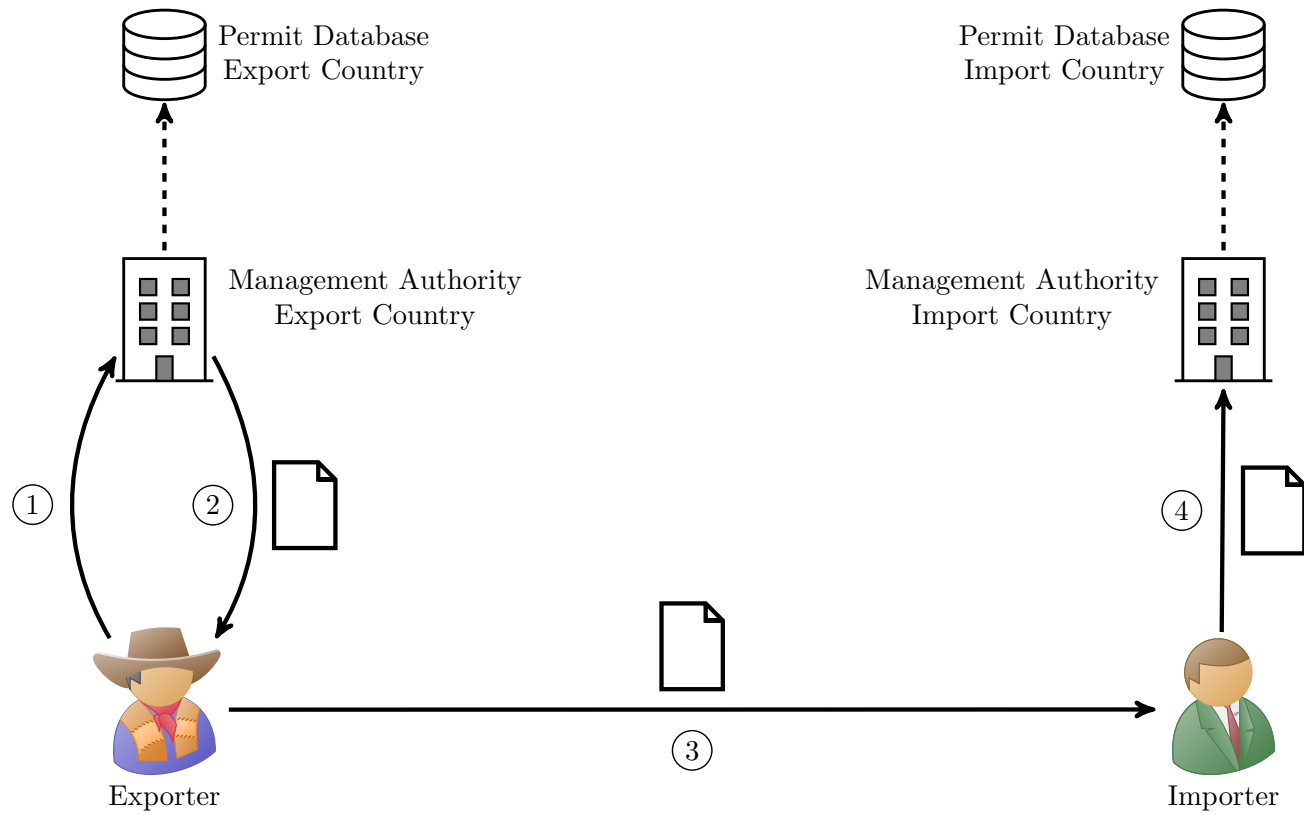 Permit Database
Export Country
Permit Database
Import Country
Management Authority
Export Country
Management Authority
Import Country
1
2
4
3
Exporter
Importer